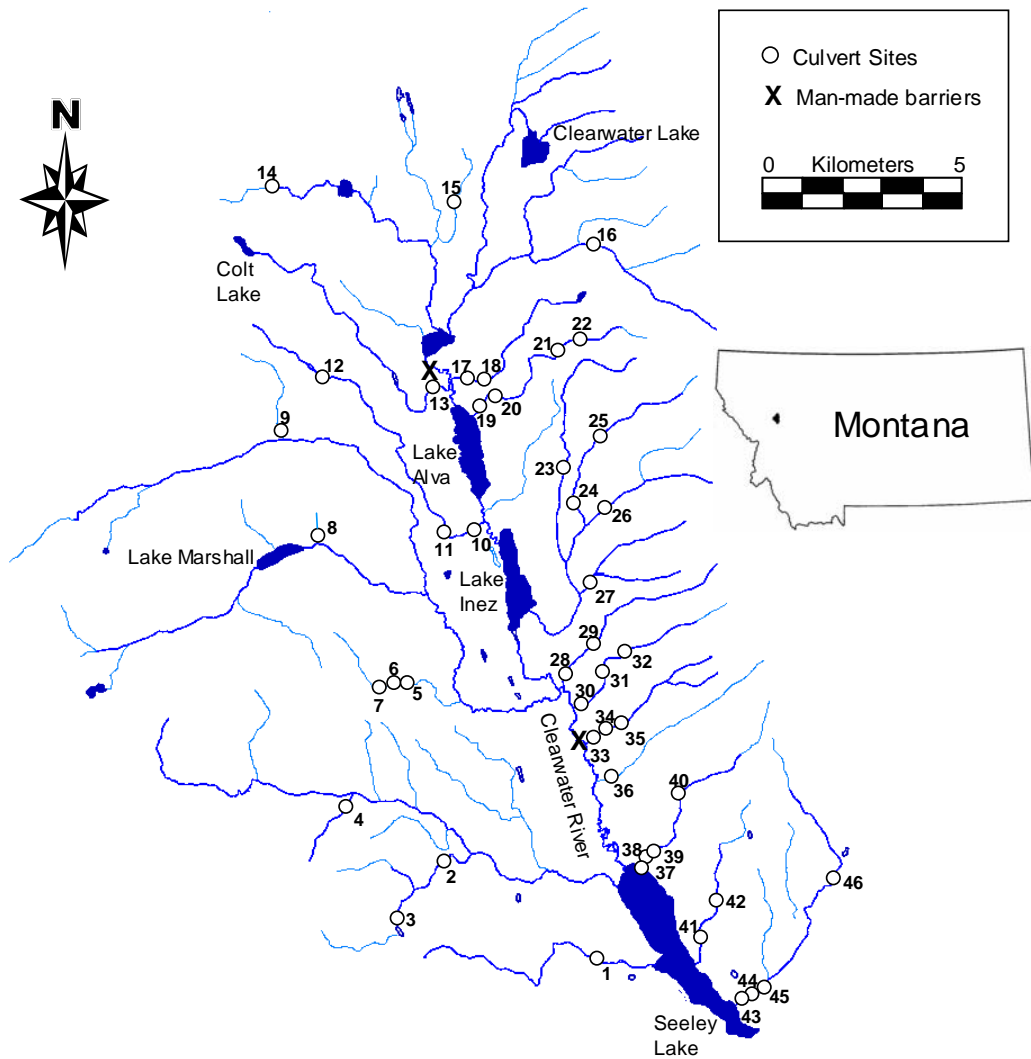 N
Culvert Sites
X Man-made barriers
0 Kilometers 5
Clearwater Lake
14
15
16
Colt
Lake
22
21
12
17
18
X
13
20
19
9
25
Lake
Alva
23
24
26
Montana
8
11
10
Lake Marshall
Lake
Inez
27
29
32
28
31
6
5
7
30
34
35
X
33
Clearwater River
36
40
4
38
39
37
2
46
42
3
41
1
44
45
43
Seeley
Lake